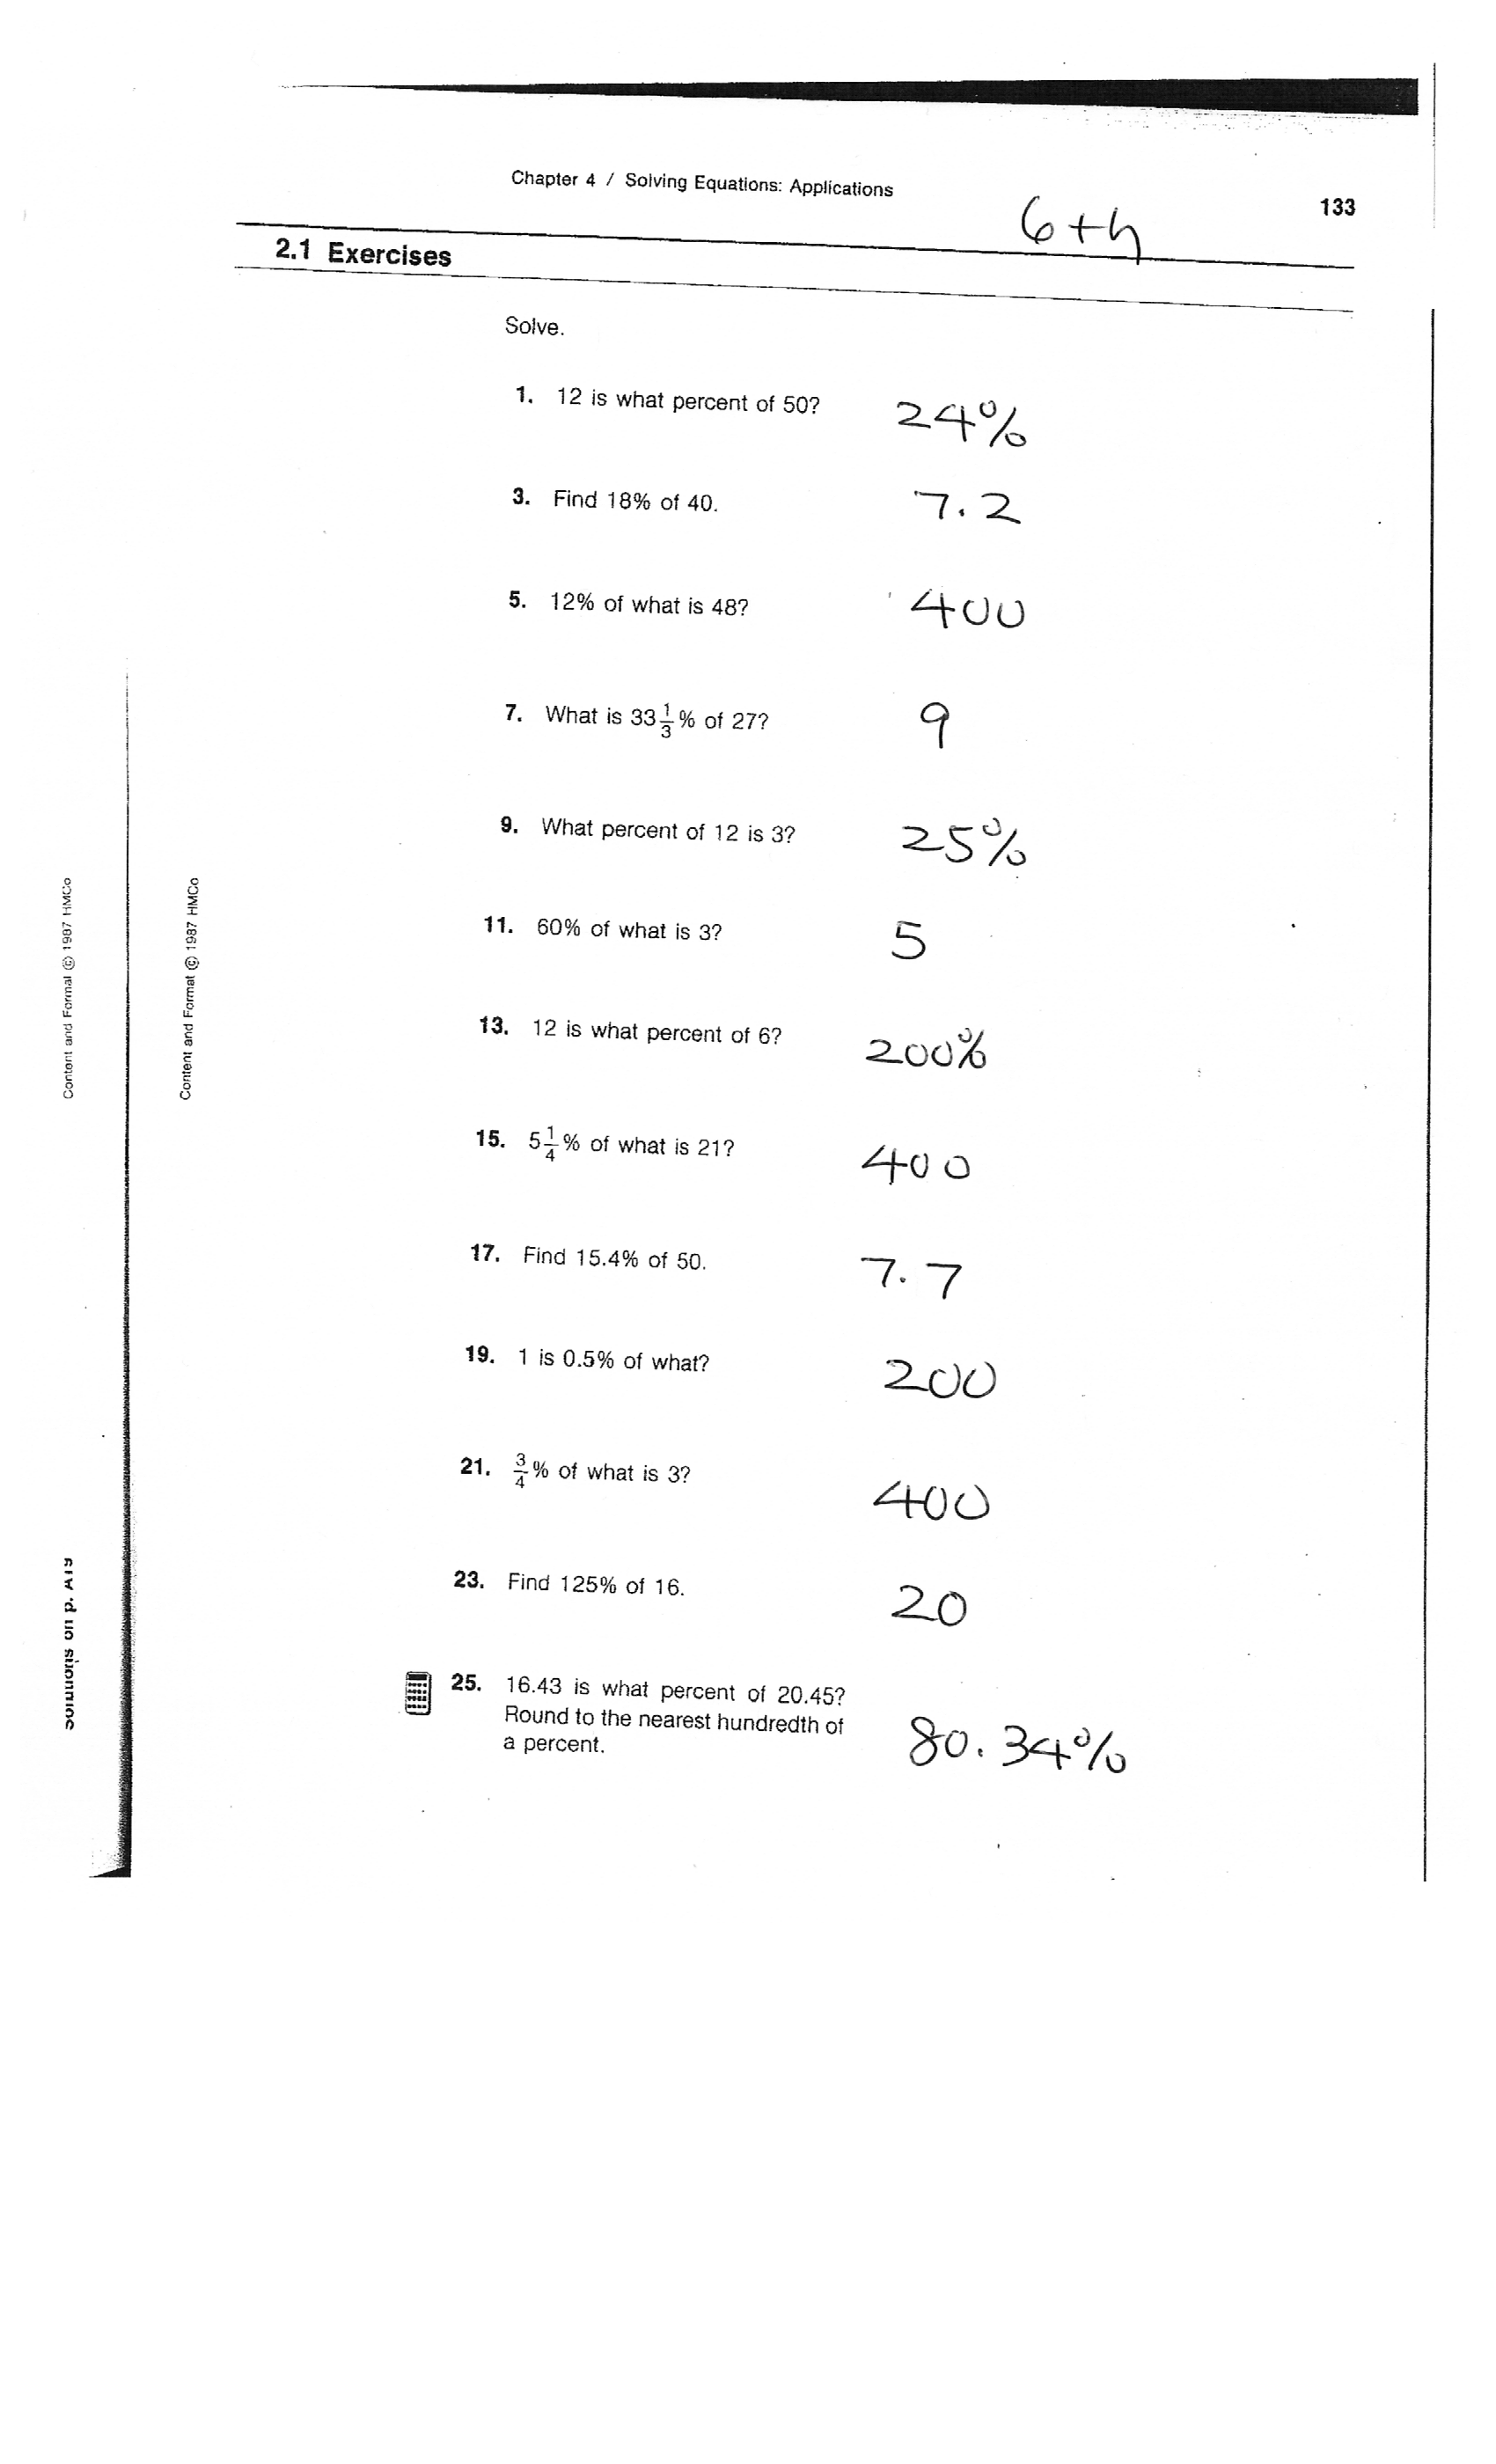 Chapter 4 / Solving Equations: Applications
133
6th
2.1 Exercises
Solve.
1. 12 is what percent of 50? 24%
3. Find 18% of 40. 7.2
5. 12% of what is 48? 400
7. What is 33 1/3 % of 27? 9
9. What percent of 12 is 3? 25%
11. 60% of what is 3? 5
13. 12 is what percent of 6? 200%
15. 5 1/4 % of what is 21? 400
17. Find 15.4% of 50. 7.7
19. 1 is 0.5% of what? 200
21. 3/4 % of what is 3? 400
23. Find 125% of 16. 20
25. 16.43 is what percent of 20.45?
Round to the nearest hundredth of
a percent. 80.34%
Content and Format © 1987 HMCo
Content and Format © 1987 HMCo
Solutions on p. A19